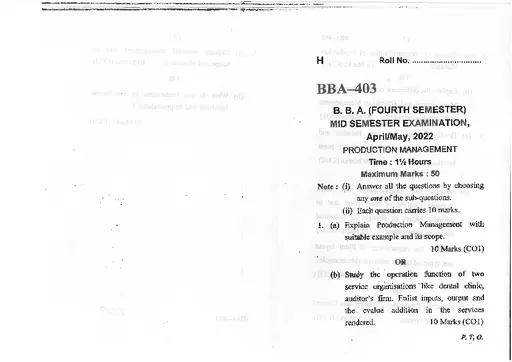 H
Roll No. ..............................
BBA–403
B. B. A. (FOURTH SEMESTER)
MID SEMESTER EXAMINATION,
April/May, 2022
PRODUCTION MANAGEMENT
Time : 1½ Hours
Maximum Marks : 50
Note : (i) Answer all the questions by choosing
any one of the sub-questions.
(ii) Each question carries 10 marks.
1. (a) Explain Production Management with
suitable example and its scope.
10 Marks (CO1)
OR
(b) Study the operation function of two
service orgnisations like dental clinic,
auditor's firm. Enlist inputs, output and
the cvalue addition in the services
rendered. 10 Marks (CO1)
P. T. O.